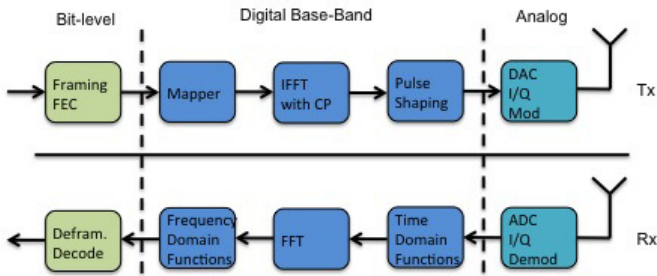 Bit-level
Digital Base-Band
Analog
Framing
FEC
Mapper
IFFT
with CP
Pulse
Shaping
DAC
I/Q
Mod
Tx
Defram.
Decode
Frequency
Domain
Functions
FFT
Time
Domain
Functions
ADC
I/Q
Demod
Rx